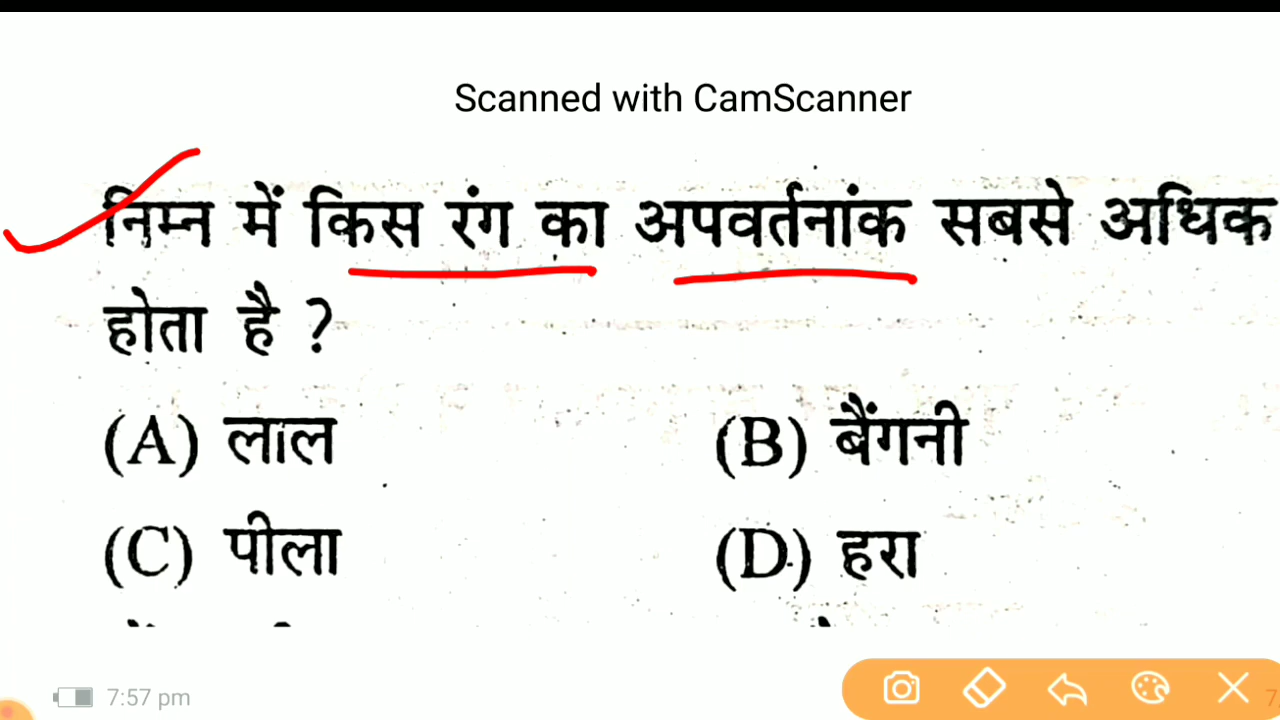 Scanned with CamScanner
निम्न में किस रंग का अपवर्तनांक सबसे अधिक
होता है ?
(A) लाल (B) बैंगनी
(C) पीला (D) हरा
7:57 pm